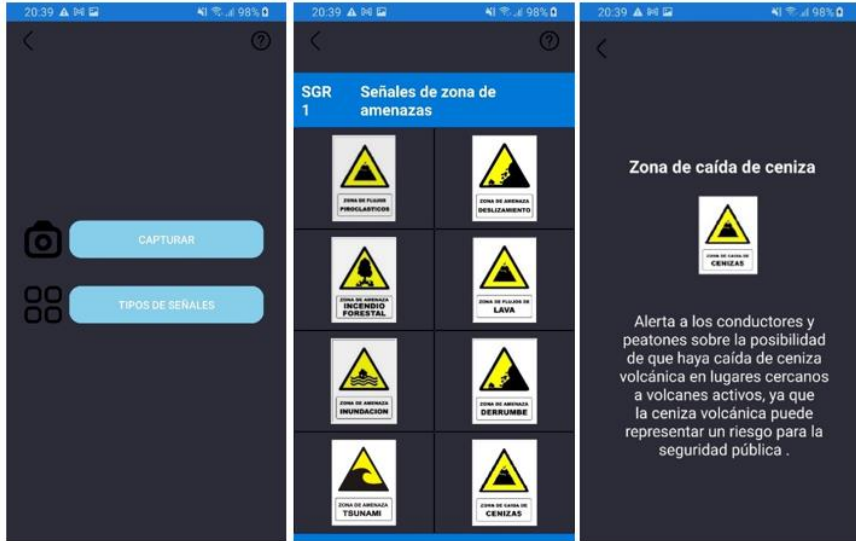 20:39
98%
CAPTURAR
TIPOS DE SEÑALES
20:39
98%
SGR Señales de zona de
1 amenazas
ZONA DE FLUJOS
PIROCLASTICOS
ZONA DE AMENAZA
DESLIZAMIENTO
ZONA DE AMENAZA
INCENDIO
FORESTAL
ZONA DE FLUJOS DE
LAVA
ZONA DE AMENAZA
INUNDACION
ZONA DE AMENAZA
DERRUMBE
ZONA DE AMENAZA
TSUNAMI
ZONA DE CAIDA DE
CENIZAS
20:39
98%
Zona de caída de ceniza
ZONA DE CAIDA DE
CENIZAS
Alerta a los conductores y
peatones sobre la posibilidad
de que haya caída de ceniza
volcánica en lugares cercanos
a volcanes activos, ya que
la ceniza volcánica puede
representar un riesgo para la
seguridad pública .